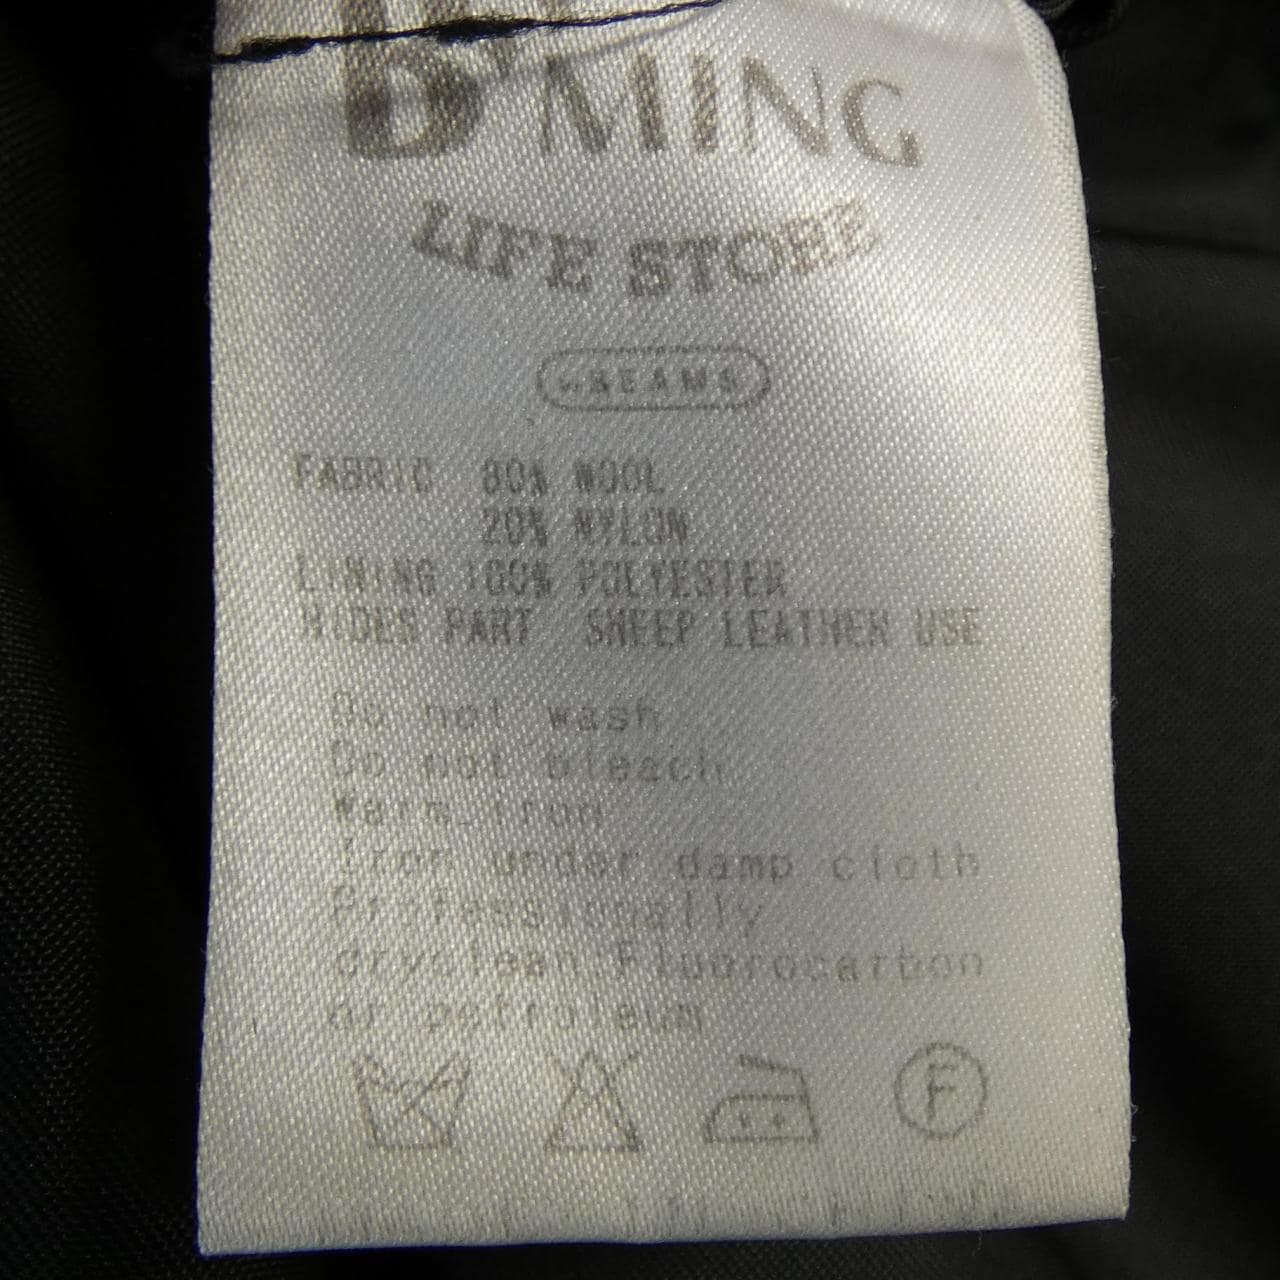 B'MING
LIFE STORE
by BEAMS
FABRIC 80% WOOL
20% NYLON
LINING 100% POLYESTER
HIDES PART SHEEP LEATHER USE
Do not wash
Do not bleach
Warm iron
Iron under damp cloth
Professionally
dryclean.Fluorocarbon
or petroleum
F